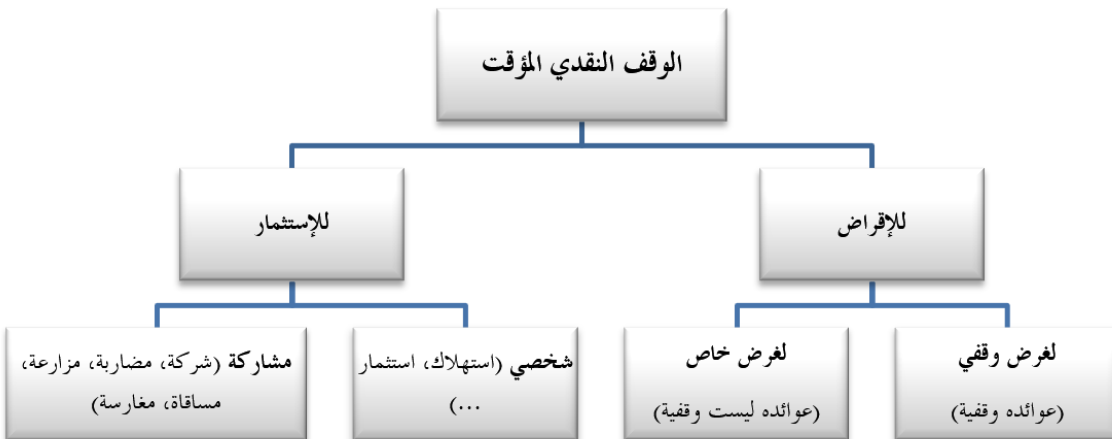 الوقف النقدي المؤقت
للإقراض
للإستثمار
لغرض وقفي
(عوائده وقفية)
لغرض خاص
(عوائده ليست وقفية)
شخصي (استهلاك، استثمار
...)
مشاركة (شركة، مضاربة، مزارعة،
مساقاة، مغارسة)